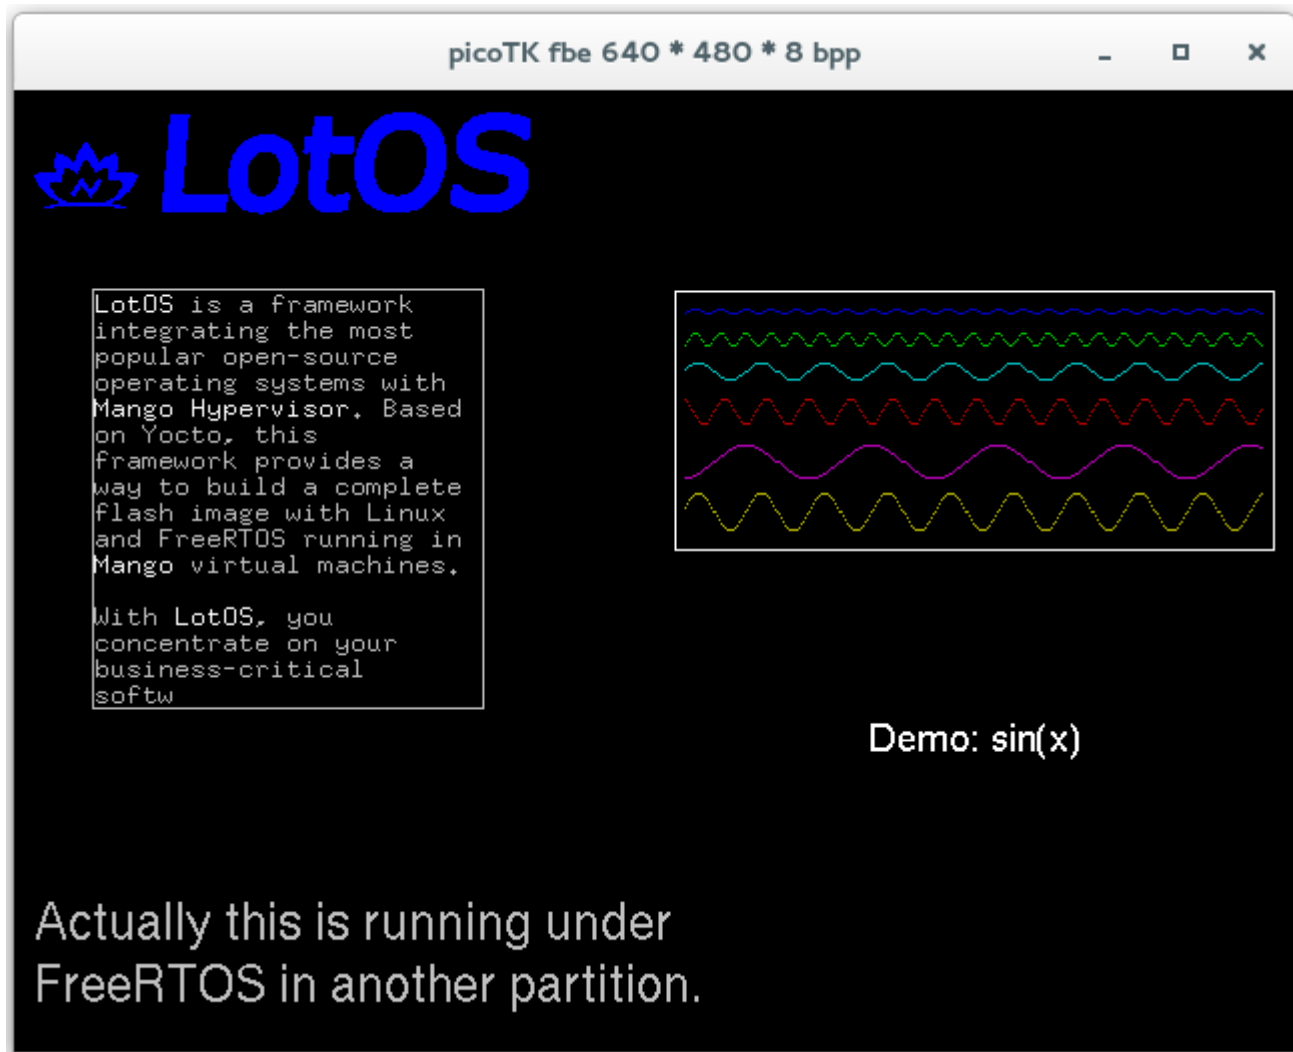 picoTK fbe 640 * 480 * 8 bpp
LotOS
LotOS is a framework
integrating the most
popular open-source
operating systems with
Mango Hypervisor. Based
on Yocto, this
framework provides a
way to build a complete
flash image with Linux
and FreeRTOS running in
Mango virtual machines.
With LotOS, you
concentrate on your
business-critical
softw
Demo: sin(x)
Actually this is running under
FreeRTOS in another partition.